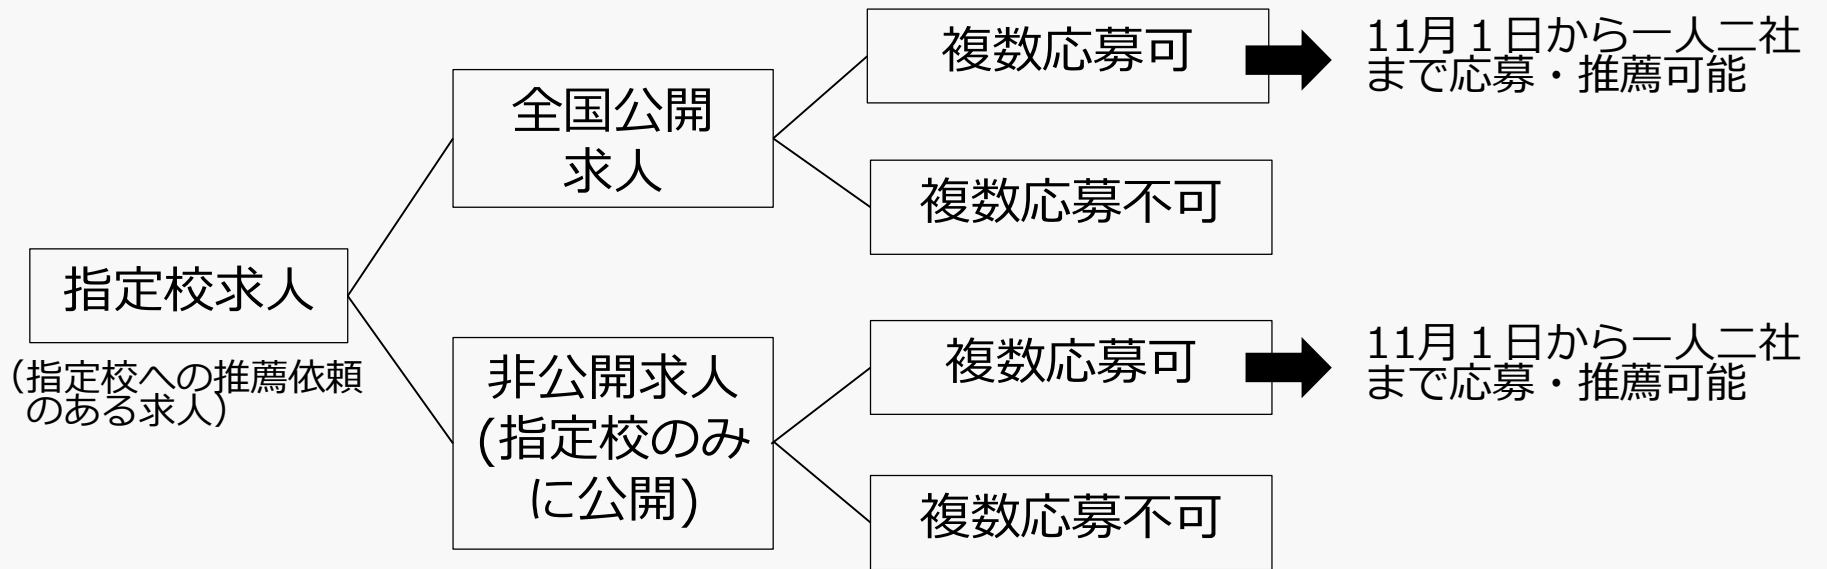 複数応募可
11月１日から一人二社
まで応募・推薦可能
全国公開
求人
複数応募不可
指定校求人
（指定校への推薦依頼
のある求人）
非公開求人
(指定校のみ
に公開)
複数応募可
11月１日から一人二社
まで応募・推薦可能
複数応募不可